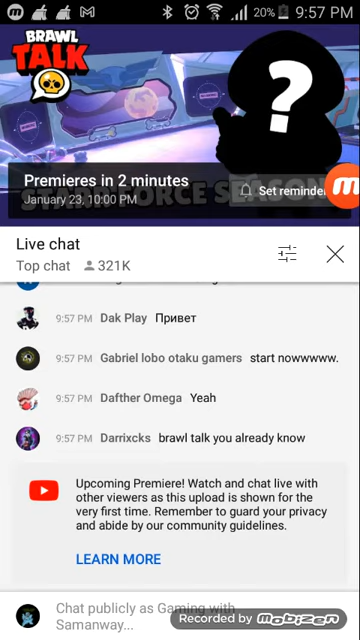 20% 9:57 PM
BRAWL
TALK
?
STARR FORCE SEASON
Premieres in 2 minutes
January 23, 10:00 PM
Set reminder
Live chat
Top chat 321K
9:57 PM Dak Play Привет
9:57 PM Gabriel lobo otaku gamers start nowwwww.
9:57 PM Dafther Omega Yeah
9:57 PM Darrixcks brawl talk you already know
Upcoming Premiere! Watch and chat live with
other viewers as this upload is shown for the
very first time. Remember to guard your privacy
and abide by our community guidelines.
LEARN MORE
Chat publicly as Gaming with
Samanway...
Recorded by mobizen